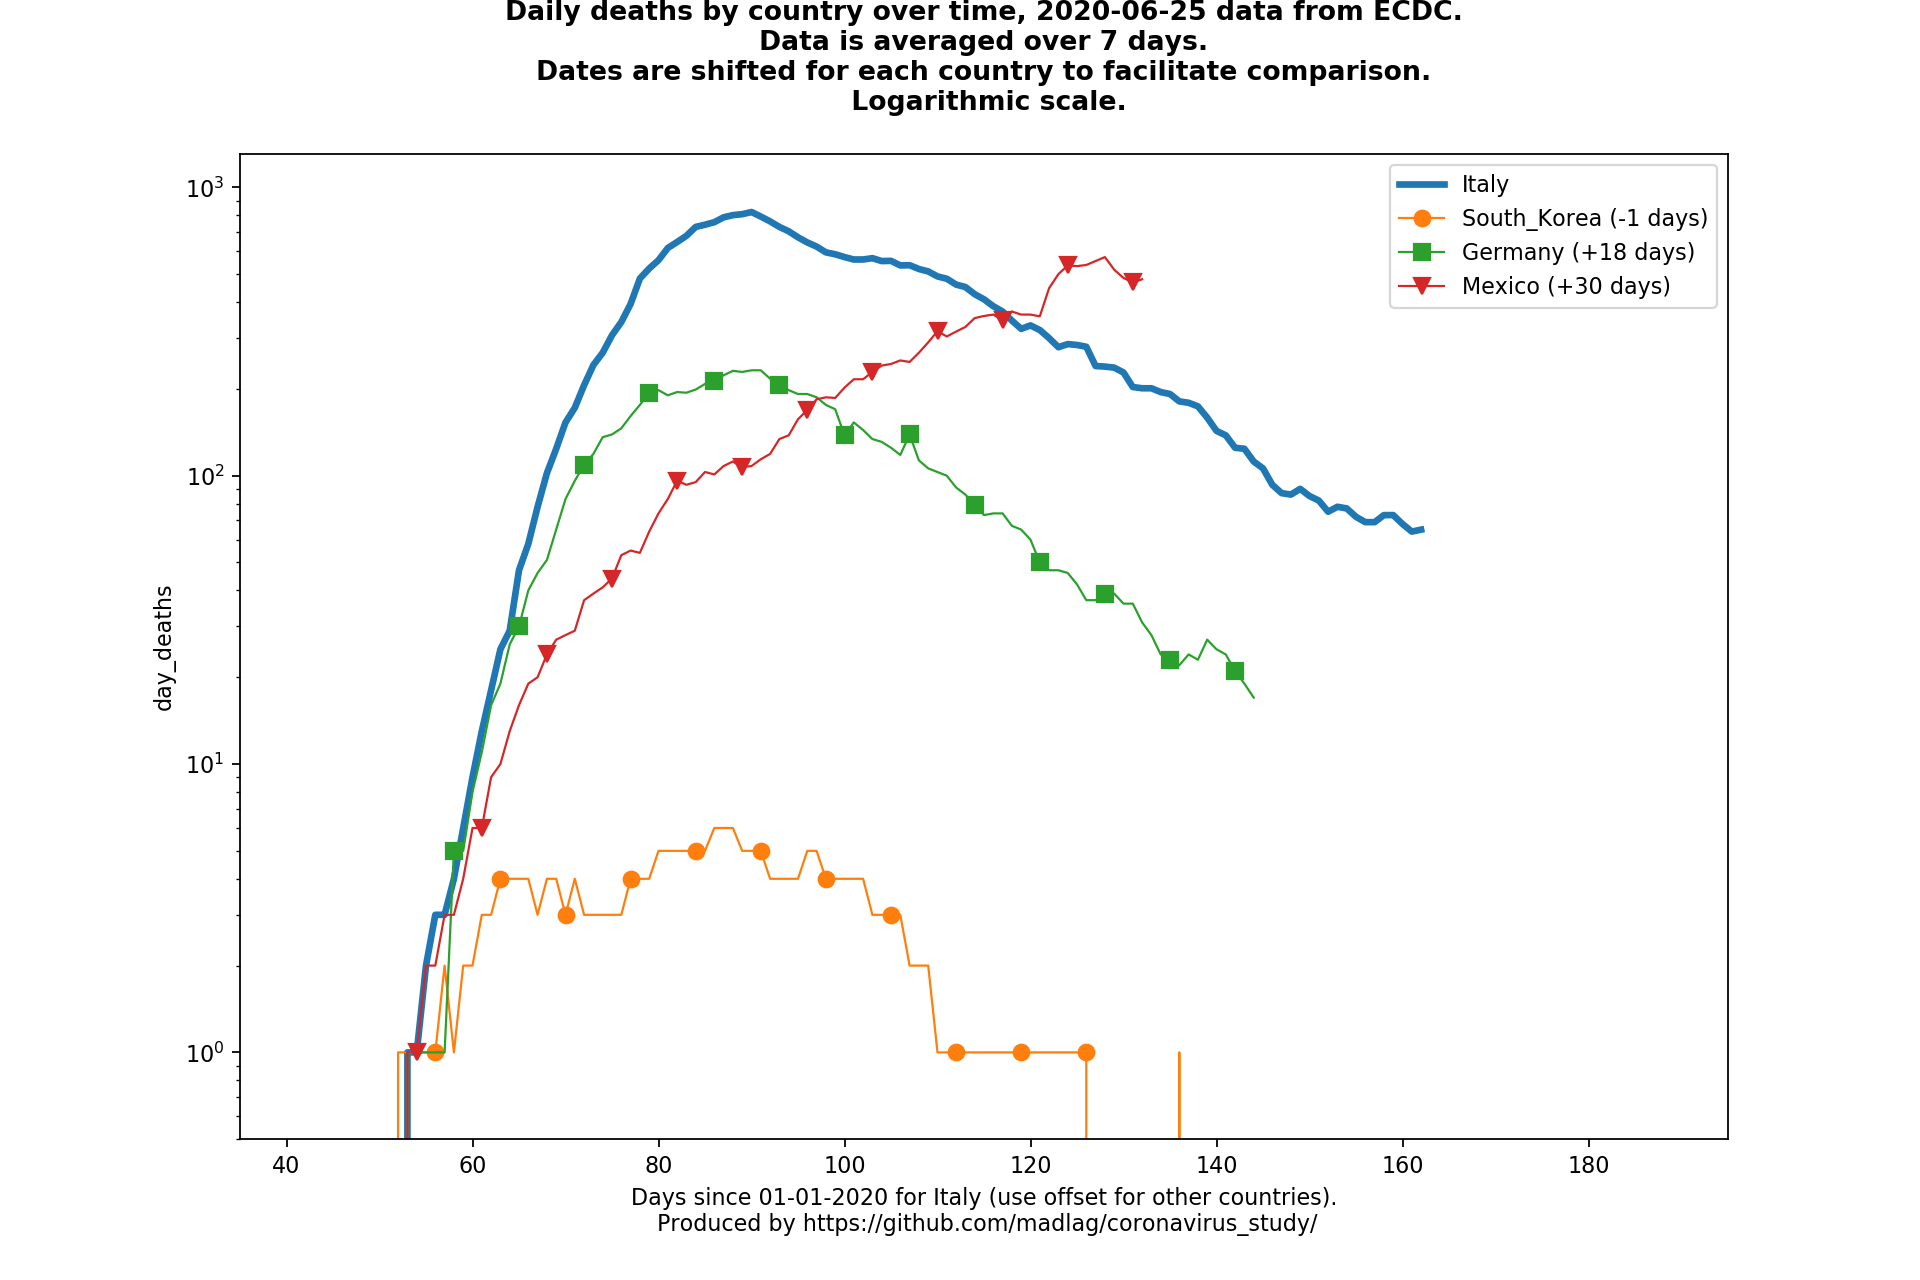 Daily deaths by country over time, 2020-06-25 data from ECDC.
Data is averaged over 7 days.
Dates are shifted for each country to facilitate comparison.
Logarithmic scale.
10³
10²
10¹
10⁰
day_deaths
Italy
South_Korea (-1 days)
Germany (+18 days)
Mexico (+30 days)
40 60 80 100 120 140 160 180
Days since 01-01-2020 for Italy (use offset for other countries).
Produced by https://github.com/madlag/coronavirus_study/